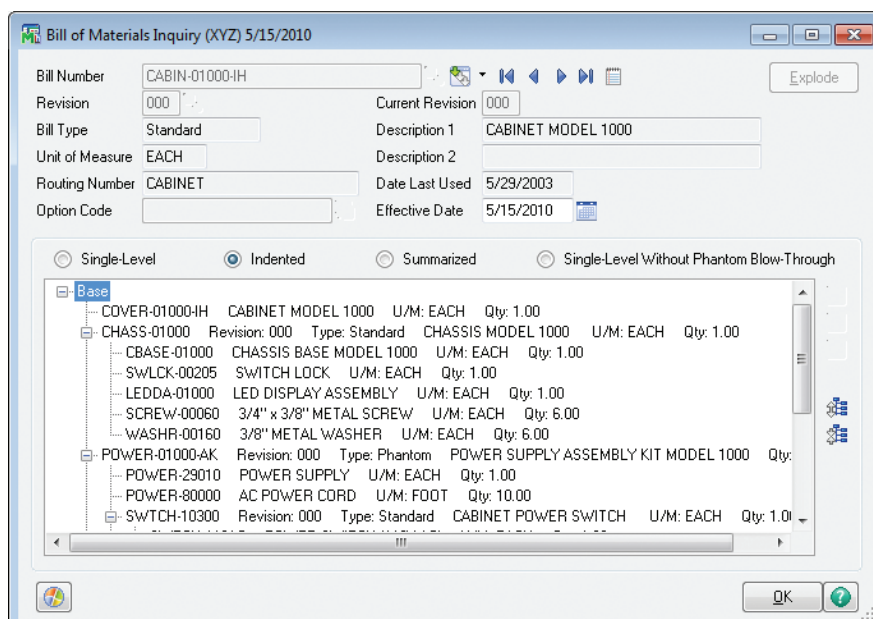 Bill of Materials Inquiry (XYZ) 5/15/2010
Bill Number CABIN-01000-IH Explode
Revision 000 Current Revision 000
Bill Type Standard Description 1 CABINET MODEL 1000
Unit of Measure EACH Description 2
Routing Number CABINET Date Last Used 5/29/2003
Option Code Effective Date 5/15/2010
Single-Level Indented Summarized Single-Level Without Phantom Blow-Through
Base
COVER-01000-IH CABINET MODEL 1000 U/M: EACH Qty: 1.00
CHASS-01000 Revision: 000 Type: Standard CHASSIS MODEL 1000 U/M: EACH Qty: 1.00
CBASE-01000 CHASSIS BASE MODEL 1000 U/M: EACH Qty: 1.00
SWLCK-00205 SWITCH LOCK U/M: EACH Qty: 1.00
LEDDA-01000 LED DISPLAY ASSEMBLY U/M: EACH Qty: 1.00
SCREW-00060 3/4" x 3/8" METAL SCREW U/M: EACH Qty: 6.00
WASHR-00160 3/8" METAL WASHER U/M: EACH Qty: 6.00
POWER-01000-AK Revision: 000 Type: Phantom POWER SUPPLY ASSEMBLY KIT MODEL 1000 Qty:
POWER-29010 POWER SUPPLY U/M: EACH Qty: 1.00
POWER-80000 AC POWER CORD U/M: FOOT Qty: 10.00
SWTCH-10300 Revision: 000 Type: Standard CABINET POWER SWITCH U/M: EACH Qty: 1.0
OK